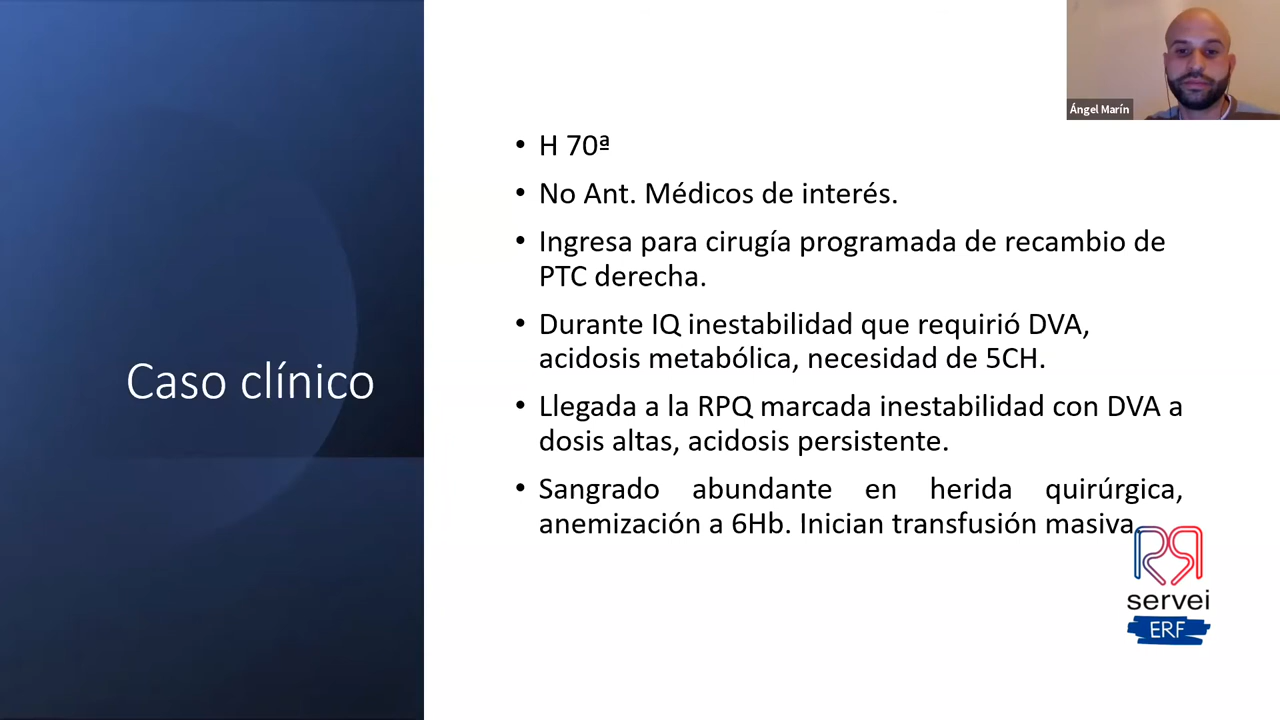 Ángel Marín
Caso clínico
• H 70ª
• No Ant. Médicos de interés.
• Ingresa para cirugía programada de recambio de
PTC derecha.
• Durante IQ inestabilidad que requirió DVA,
acidosis metabólica, necesidad de 5CH.
• Llegada a la RPQ marcada inestabilidad con DVA a
dosis altas, acidosis persistente.
• Sangrado abundante en herida quirúrgica,
anemización a 6Hb. Inician transfusión masiva.
servei
ERF